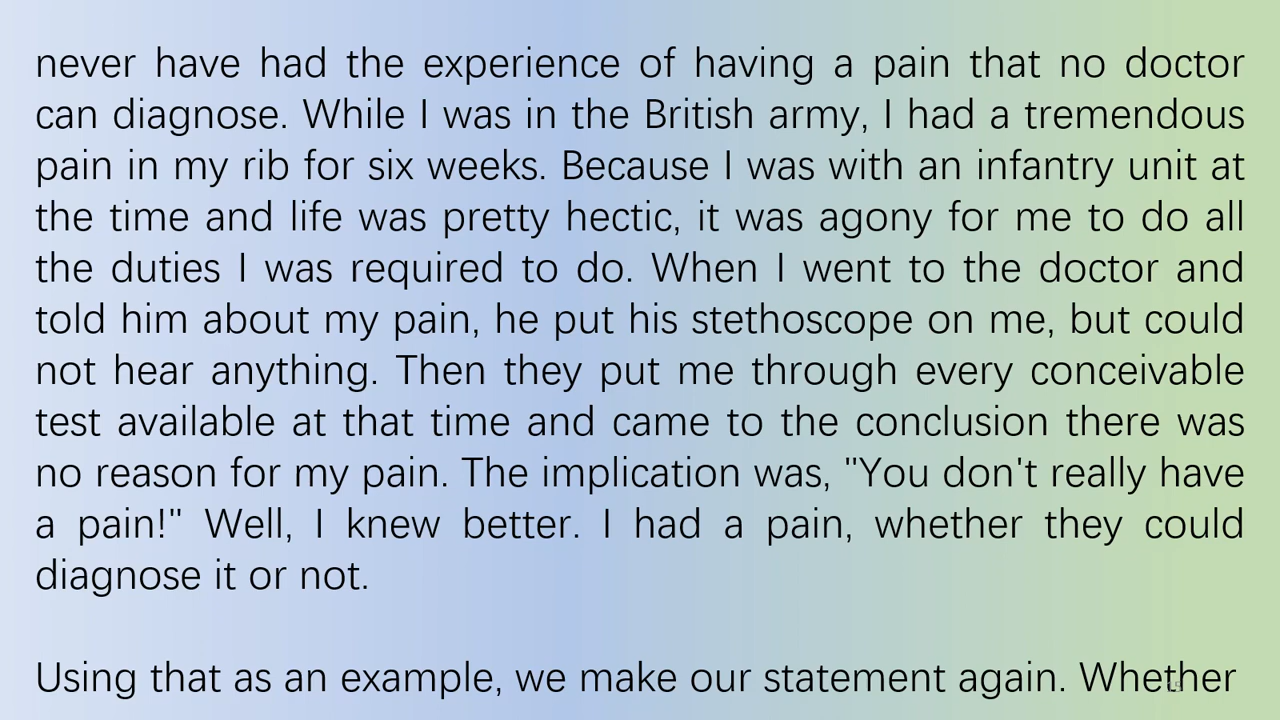 never have had the experience of having a pain that no doctor
can diagnose. While I was in the British army, I had a tremendous
pain in my rib for six weeks. Because I was with an infantry unit at
the time and life was pretty hectic, it was agony for me to do all
the duties I was required to do. When I went to the doctor and
told him about my pain, he put his stethoscope on me, but could
not hear anything. Then they put me through every conceivable
test available at that time and came to the conclusion there was
no reason for my pain. The implication was, "You don't really have
a pain!" Well, I knew better. I had a pain, whether they could
diagnose it or not.
Using that as an example, we make our statement again. Whether